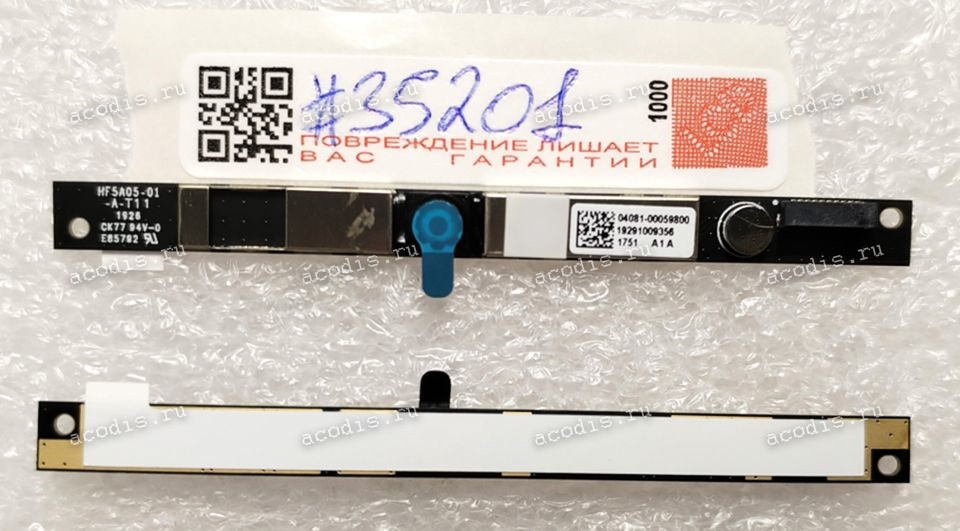 #35201
1000
ПОВРЕЖДЕНИЕ ЛИШАЕТ
ВАС ГАРАНТИИ
HF5A05-01
-A-T11
1926
CK77 94V-0
E85792
04081-00059800
19291009356
1751 A1A
acodis.ru